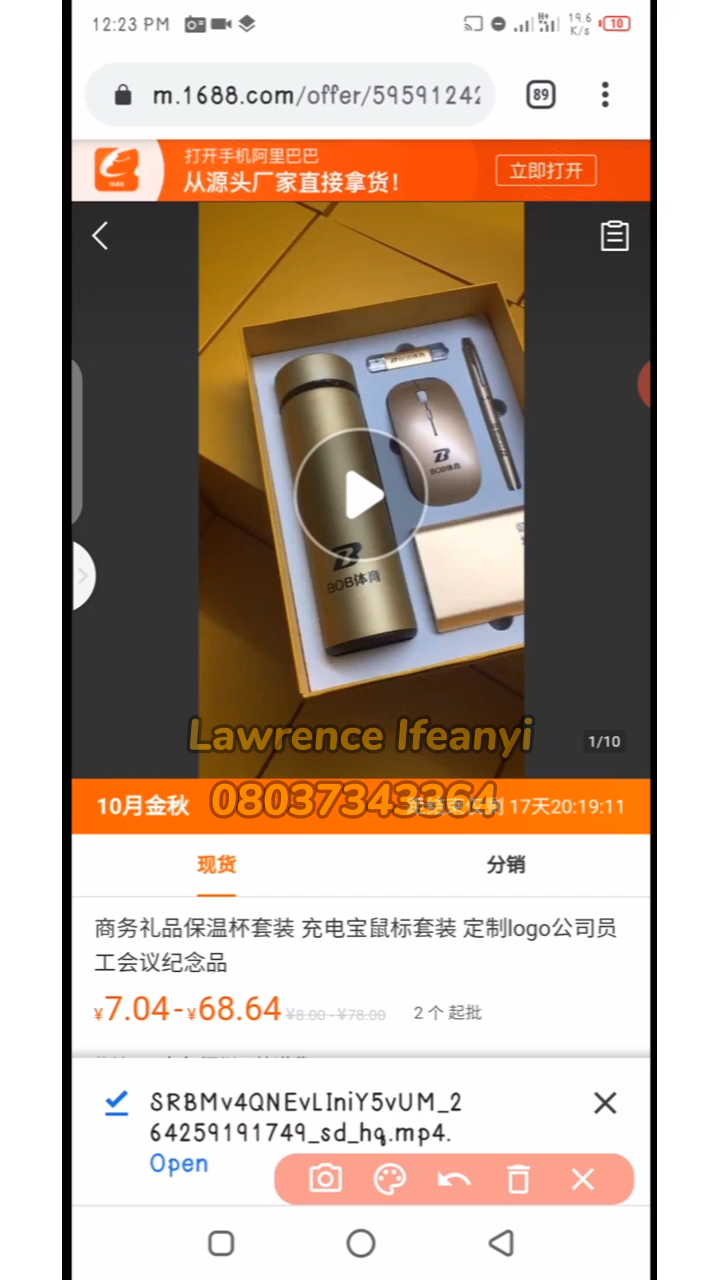 12:23 PM
H+
19.6
K/s
10
m.1688.com/offer/59591242
89
打开手机阿里巴巴
从源头厂家直接拿货!
立即打开
BOB体育
BOB体育
Lawrence Ifeanyi
1/10
10月金秋
08037343364
17天20:19:11
现货
分销
商务礼品保温杯套装 充电宝鼠标套装 定制logo公司员
工会议纪念品
¥7.04-¥68.64 ¥8.00-¥78.00 2个 起批
SRBMv4QNEvLIniY5vUM_2
64259191749_sd_hq.mp4.
Open